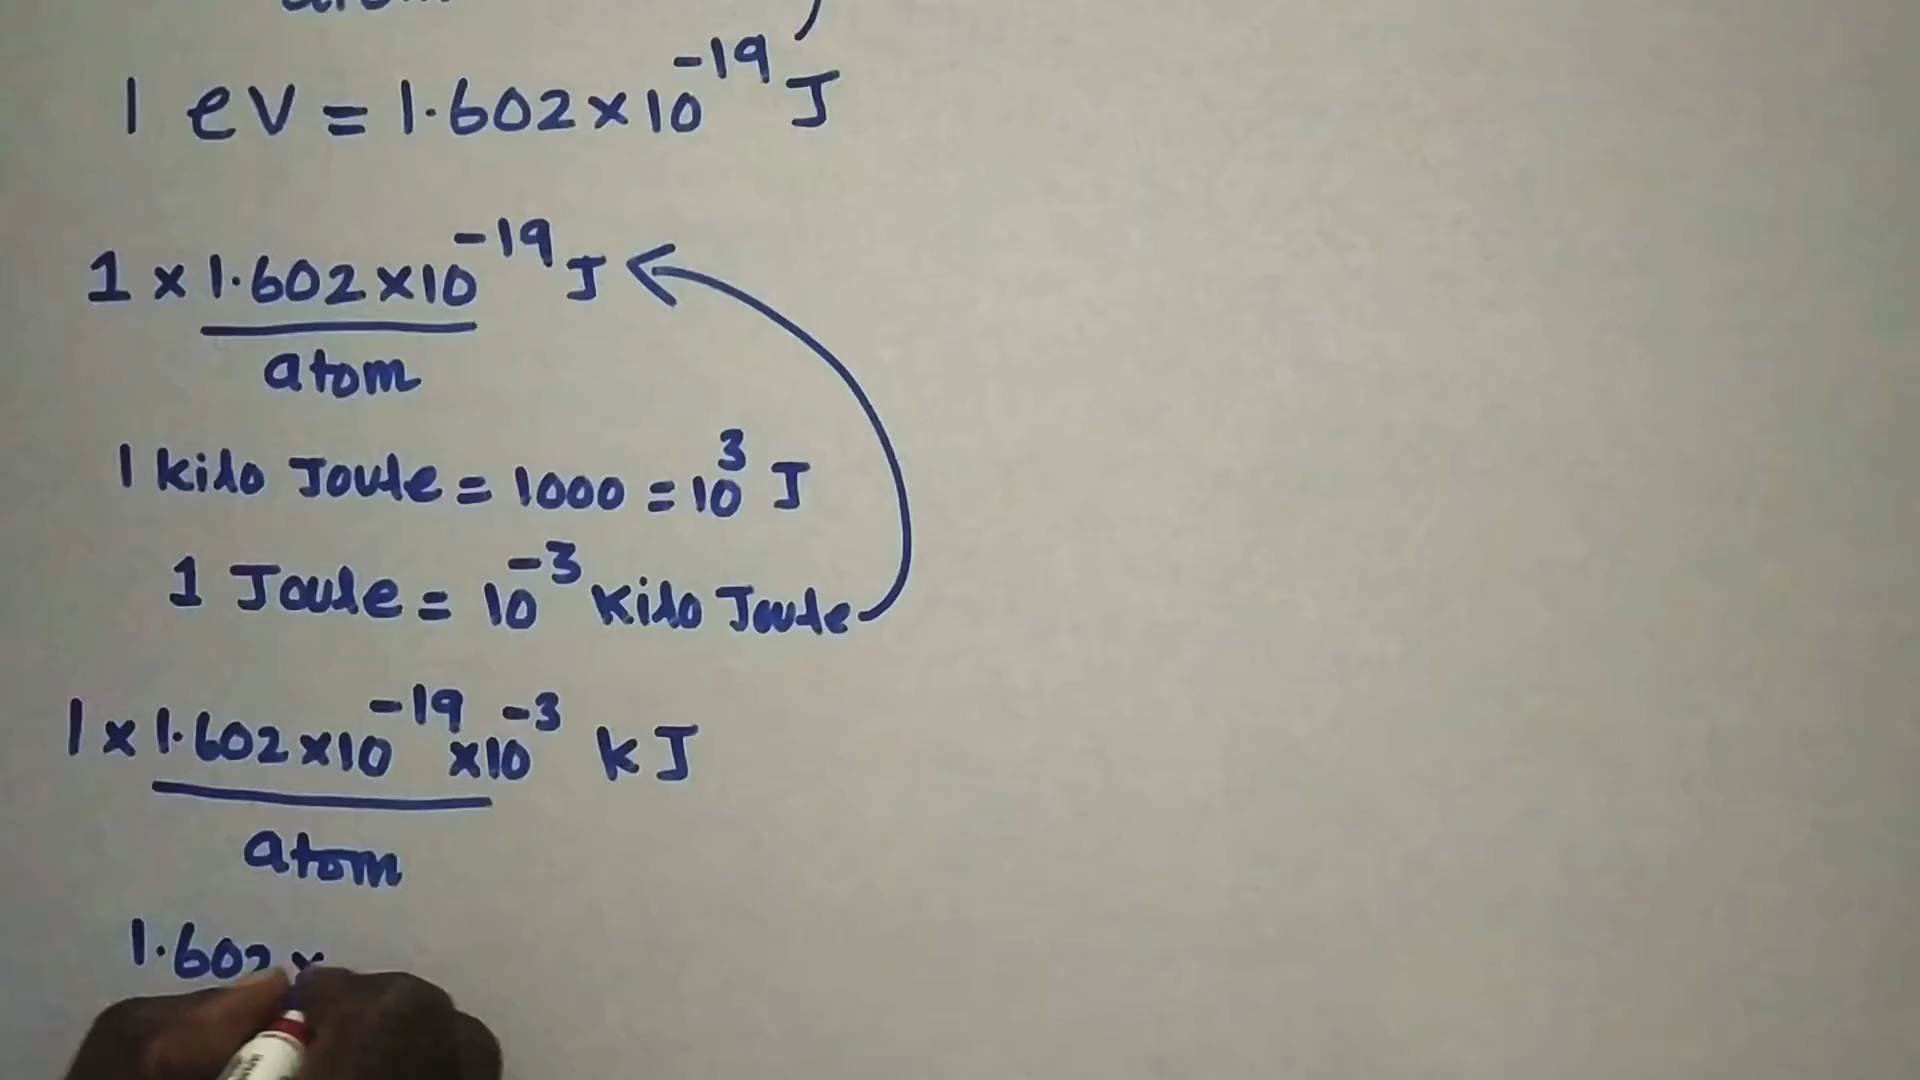 1 eV = 1.602×10⁻¹⁹ J
1 × 1.602×10⁻¹⁹ J
atom
1 Kilo Joule = 1000 = 10³ J
1 Joule = 10⁻³ Kilo Joule
1 × 1.602×10⁻¹⁹ ×10⁻³ kJ
atom
1.602 ×